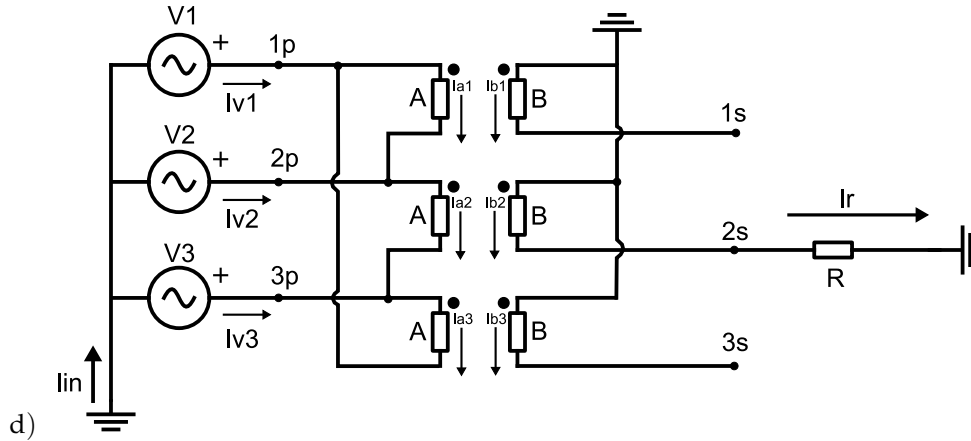 V1
+
1p
Iv1
A
Ia1
Ib1
B
1s
V2
+
2p
Iv2
A
Ia2
Ib2
B
2s
Ir
R
V3
+
3p
Iv3
A
Ia3
Ib3
B
3s
Iin
d)